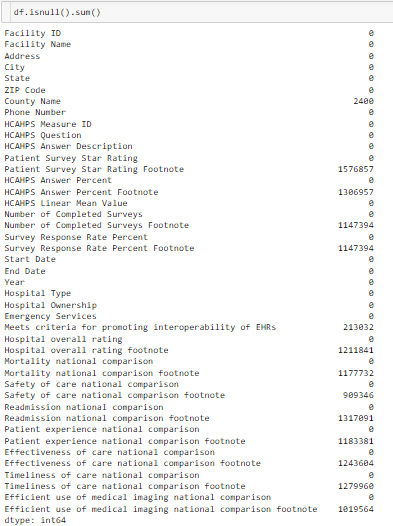 df.isnull().sum()
Facility ID 0
Facility Name 0
Address 0
City 0
State 0
ZIP Code 0
County Name 2400
Phone Number 0
HCAHPS Measure ID 0
HCAHPS Question 0
HCAHPS Answer Description 0
Patient Survey Star Rating 0
Patient Survey Star Rating Footnote 1576857
HCAHPS Answer Percent 0
HCAHPS Answer Percent Footnote 1306957
HCAHPS Linear Mean Value 0
Number of Completed Surveys 0
Number of Completed Surveys Footnote 1147394
Survey Response Rate Percent 0
Survey Response Rate Percent Footnote 1147394
Start Date 0
End Date 0
Year 0
Hospital Type 0
Hospital Ownership 0
Emergency Services 0
Meets criteria for promoting interoperability of EHRs 213032
Hospital overall rating 0
Hospital overall rating footnote 1211841
Mortality national comparison 0
Mortality national comparison footnote 1177732
Safety of care national comparison 0
Safety of care national comparison footnote 909346
Readmission national comparison 0
Readmission national comparison footnote 1317091
Patient experience national comparison 0
Patient experience national comparison footnote 1183381
Effectiveness of care national comparison 0
Effectiveness of care national comparison footnote 1243604
Timeliness of care national comparison 0
Timeliness of care national comparison footnote 1279960
Efficient use of medical imaging national comparison 0
Efficient use of medical imaging national comparison footnote 1019564
dtype: int64